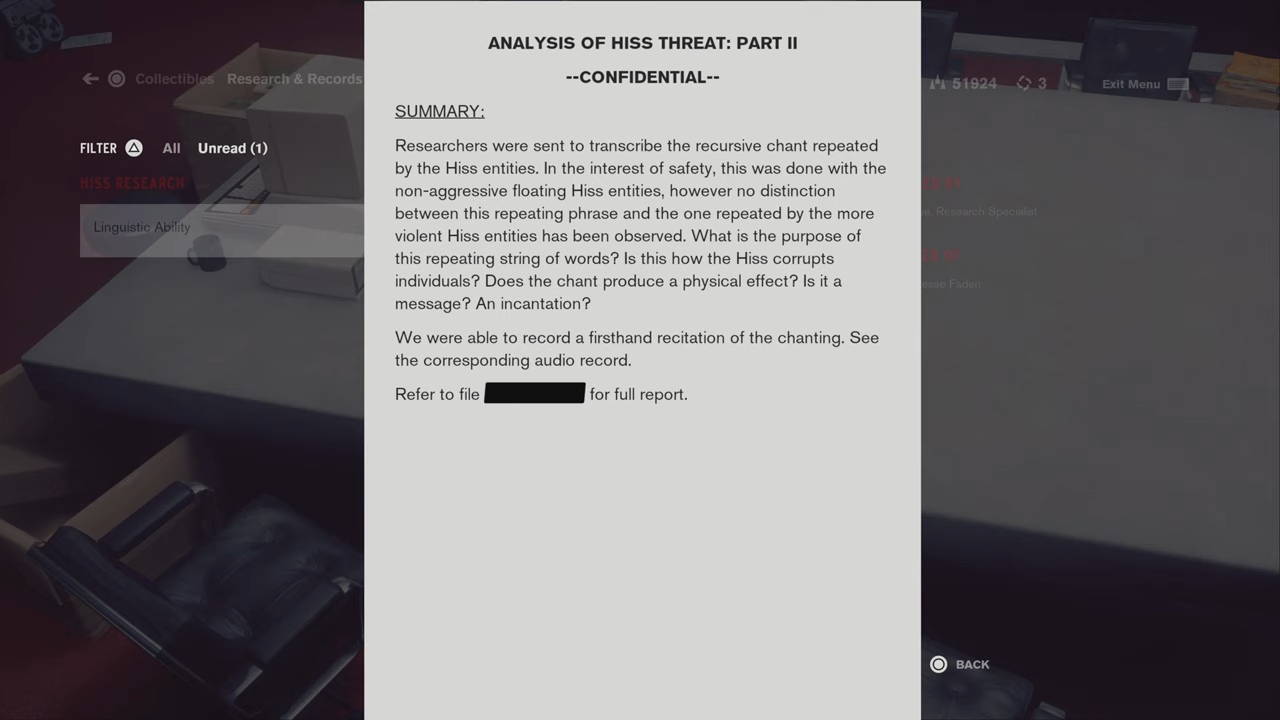 ANALYSIS OF HISS THREAT: PART II
--CONFIDENTIAL--
Collectibles Research & Records
51924 3 Exit Menu
SUMMARY:
Researchers were sent to transcribe the recursive chant repeated
by the Hiss entities. In the interest of safety, this was done with the
non-aggressive floating Hiss entities, however no distinction
between this repeating phrase and the one repeated by the more
violent Hiss entities has been observed. What is the purpose of
this repeating string of words? Is this how the Hiss corrupts
individuals? Does the chant produce a physical effect? Is it a
message? An incantation?
We were able to record a firsthand recitation of the chanting. See
the corresponding audio record.
Refer to file for full report.
FILTER All Unread (1)
HISS RESEARCH
Linguistic Ability
Research Specialist
Faden
BACK